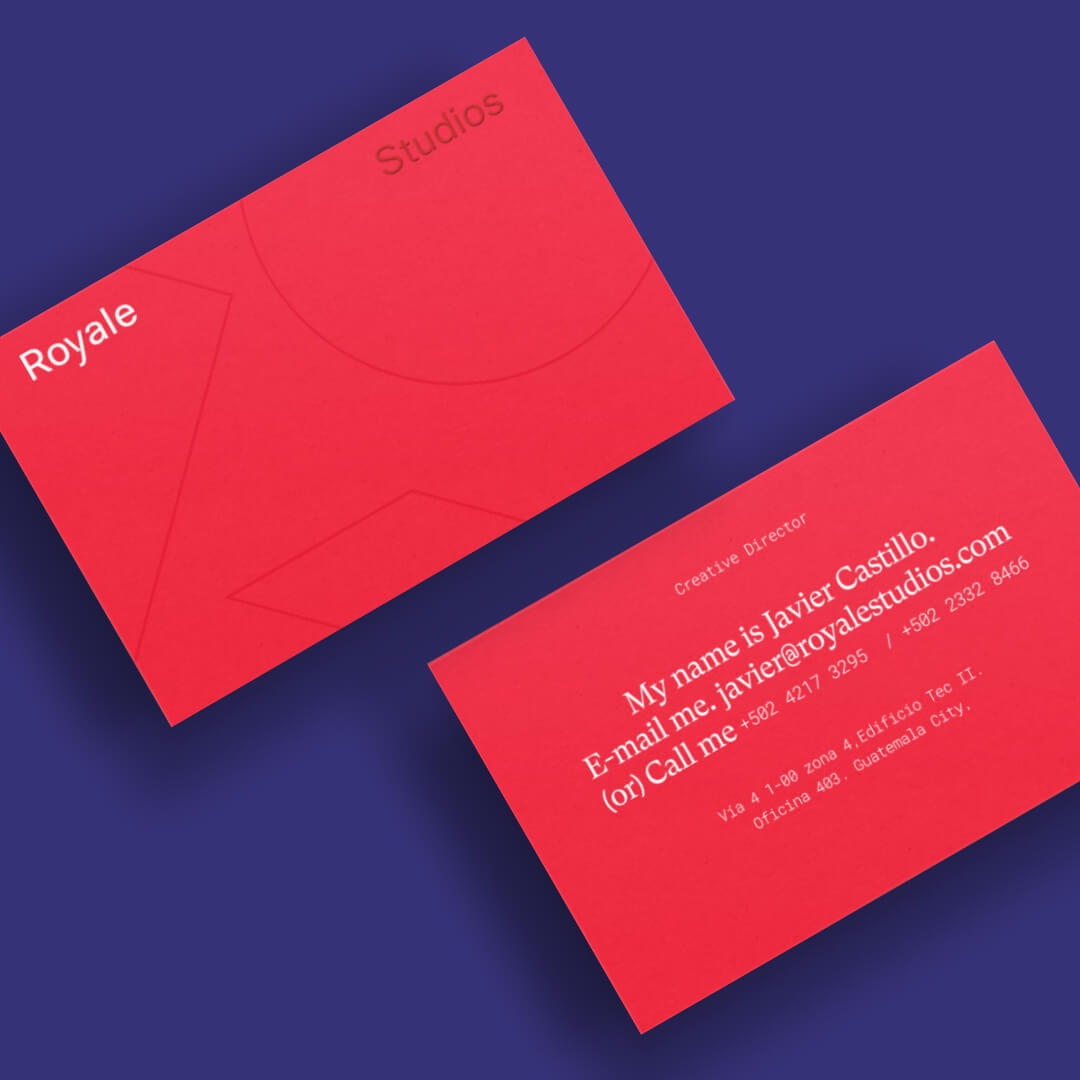 Royale
Studios
Creative Director
My name is Javier Castillo.
E-mail me. javier@royalestudios.com
(or) Call me +502 4217 3295 / +502 2332 8466
Vía 4 1-00 zona 4,Edificio Tec II.
Oficina 403. Guatemala City,